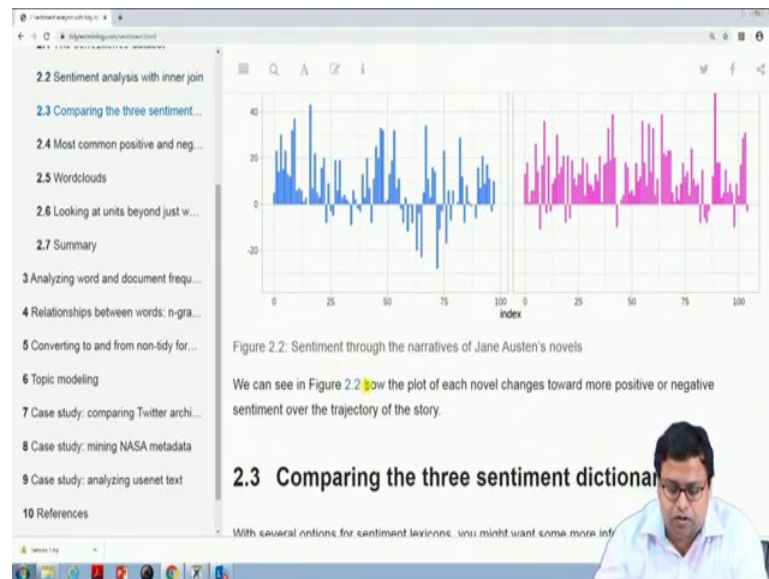 2.2 Sentiment analysis with inner join
2.3 Comparing the three sentiment...
2.4 Most common positive and neg...
2.5 Wordclouds
2.6 Looking at units beyond just w...
2.7 Summary
3 Analyzing word and document frequ...
4 Relationships between words: n-gra...
5 Converting to and from non-tidy for...
6 Topic modeling
7 Case study: comparing Twitter archi...
8 Case study: mining NASA metadata
9 Case study: analyzing usenet text
10 References
40
20
0
-20
0 25 50 75 100 0 25 50 75 100
index
Figure 2.2: Sentiment through the narratives of Jane Austen's novels
We can see in Figure 2.2 how the plot of each novel changes toward more positive or negative
sentiment over the trajectory of the story.
2.3 Comparing the three sentiment dictionar
With several options for sentiment lexicons, you might want some more inf